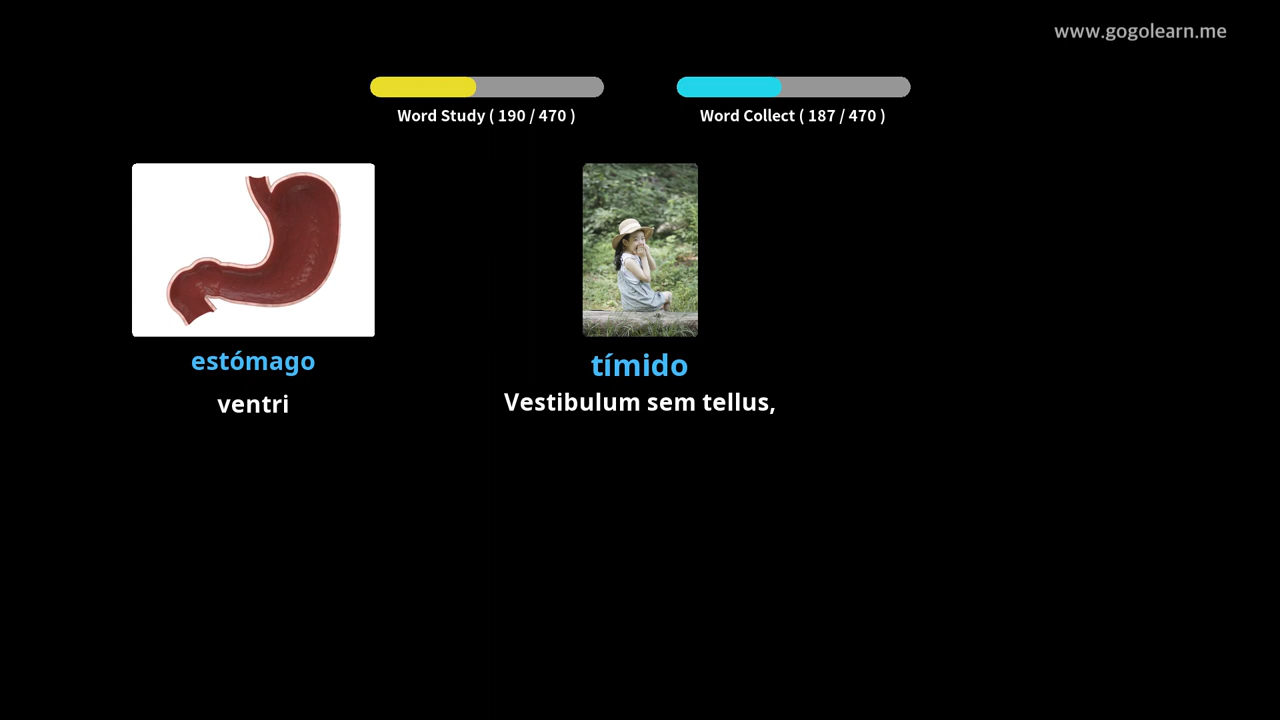 www.gogolearn.me
Word Study ( 190 / 470 )
Word Collect ( 187 / 470 )
estómago
ventri
tímido
Vestibulum sem tellus,